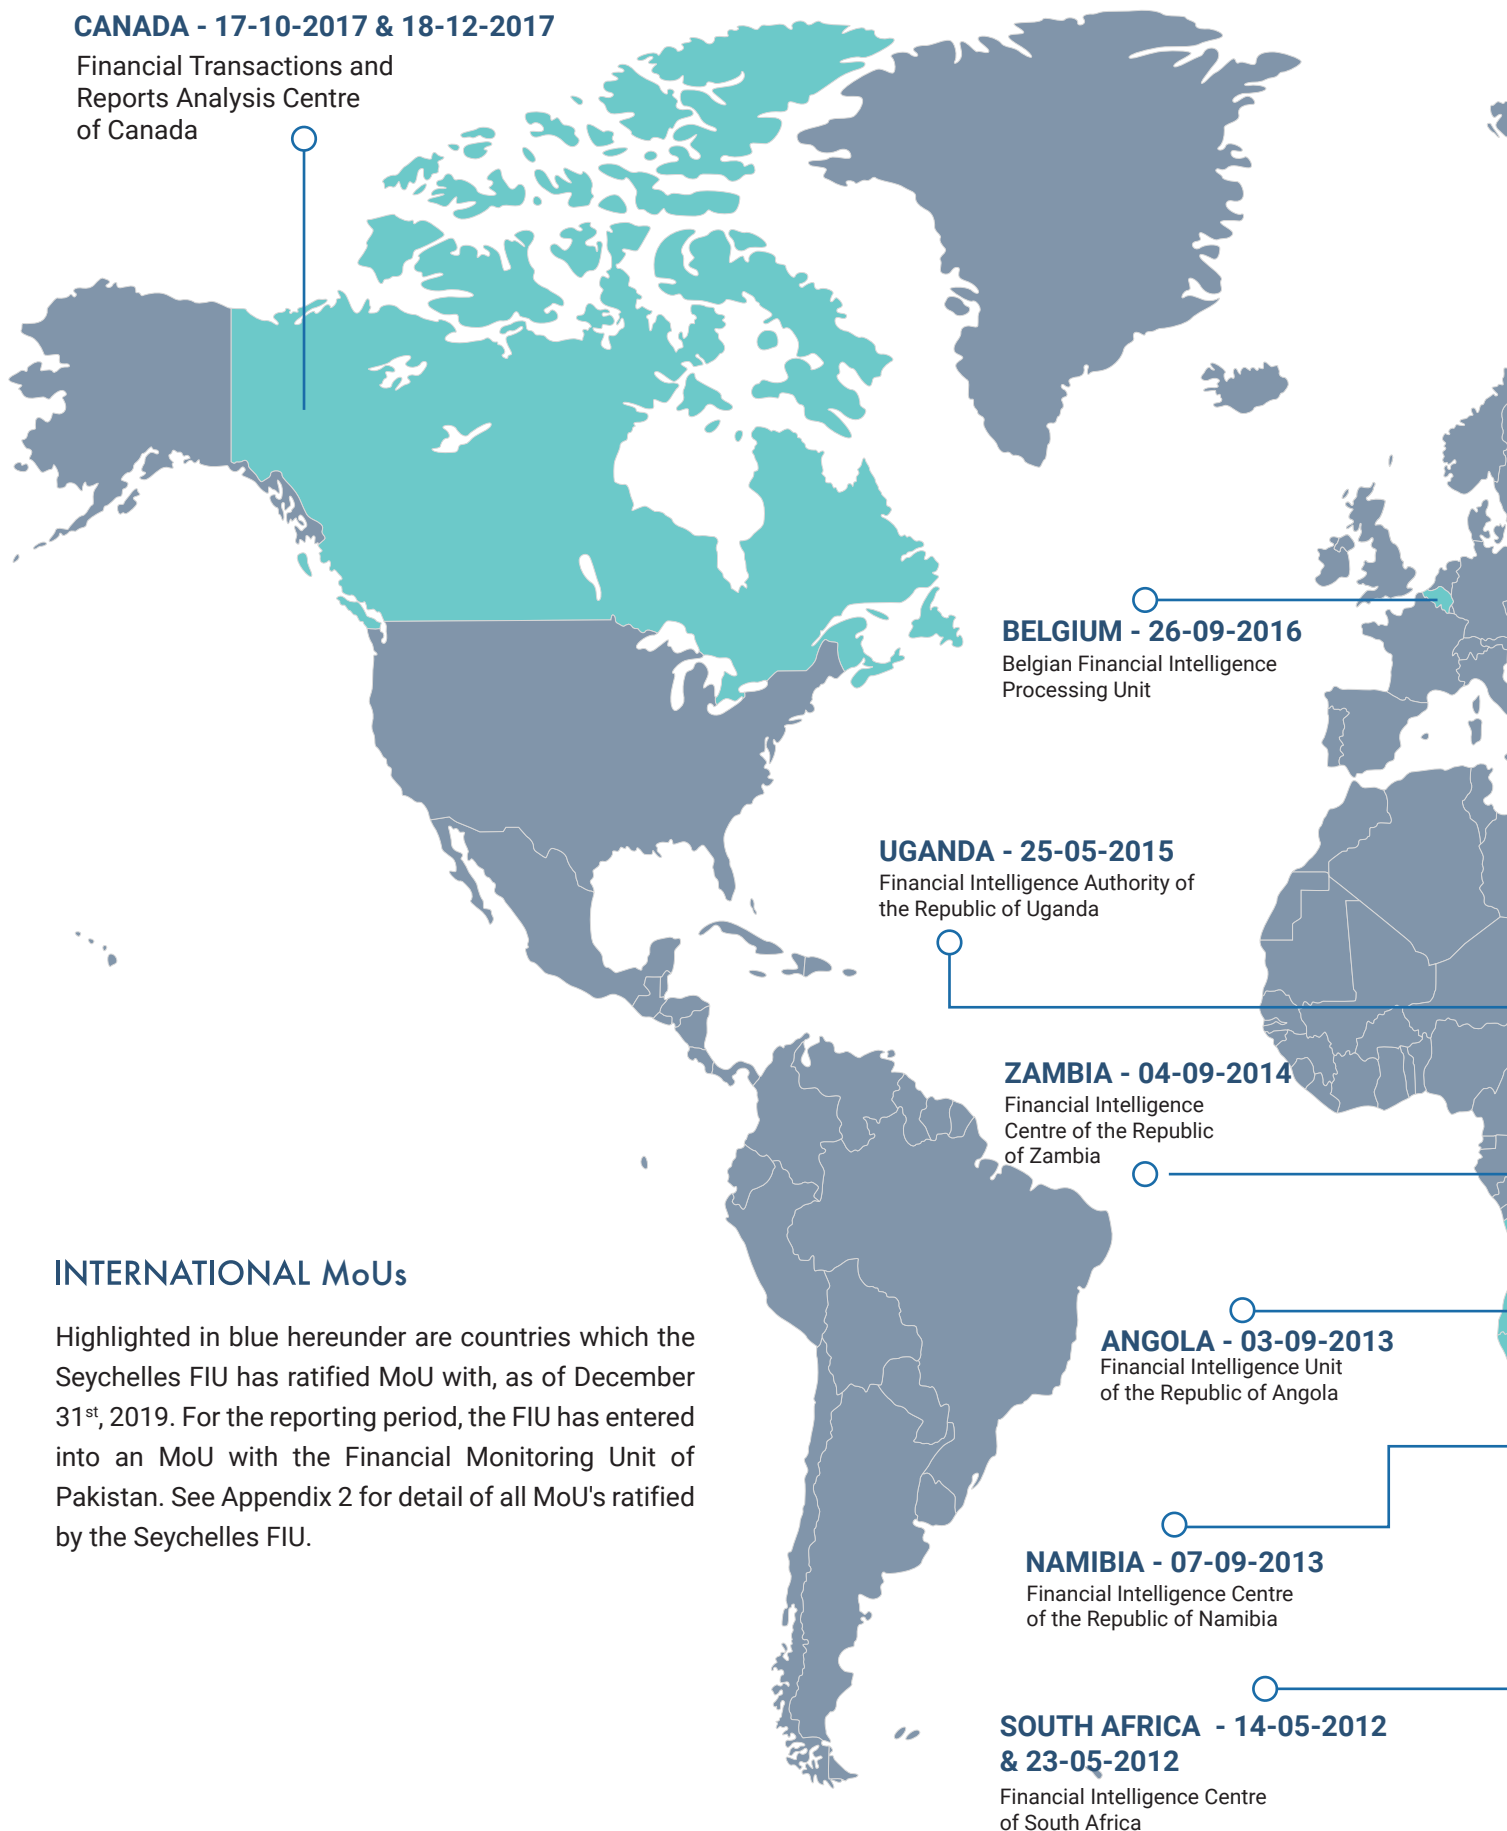 CANADA - 17-10-2017 & 18-12-2017
Financial Transactions and
Reports Analysis Centre
of Canada
BELGIUM - 26-09-2016
Belgian Financial Intelligence
Processing Unit
UGANDA - 25-05-2015
Financial Intelligence Authority of
the Republic of Uganda
ZAMBIA - 04-09-2014
Financial Intelligence
Centre of the Republic
of Zambia
INTERNATIONAL MoUs
Highlighted in blue hereunder are countries which the
Seychelles FIU has ratified MoU with, as of December
31st, 2019. For the reporting period, the FIU has entered
into an MoU with the Financial Monitoring Unit of
Pakistan. See Appendix 2 for detail of all MoU's ratified
by the Seychelles FIU.
ANGOLA - 03-09-2013
Financial Intelligence Unit
of the Republic of Angola
NAMIBIA - 07-09-2013
Financial Intelligence Centre
of the Republic of Namibia
SOUTH AFRICA - 14-05-2012
& 23-05-2012
Financial Intelligence Centre
of South Africa